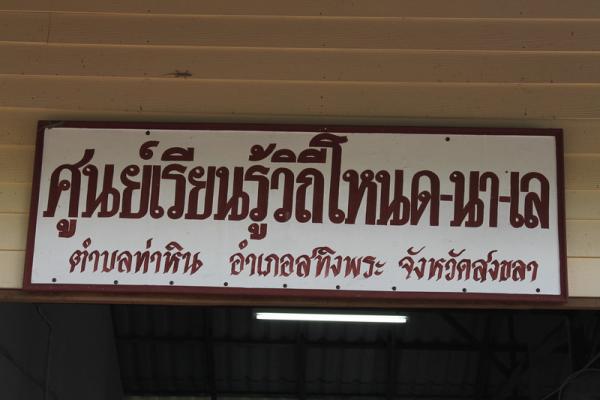 ศูนย์เรียนรู้วิถีโหนด-นา-เล
ตำบลท่าหิน อำเภอสทิงพระ จังหวัดสงขลา